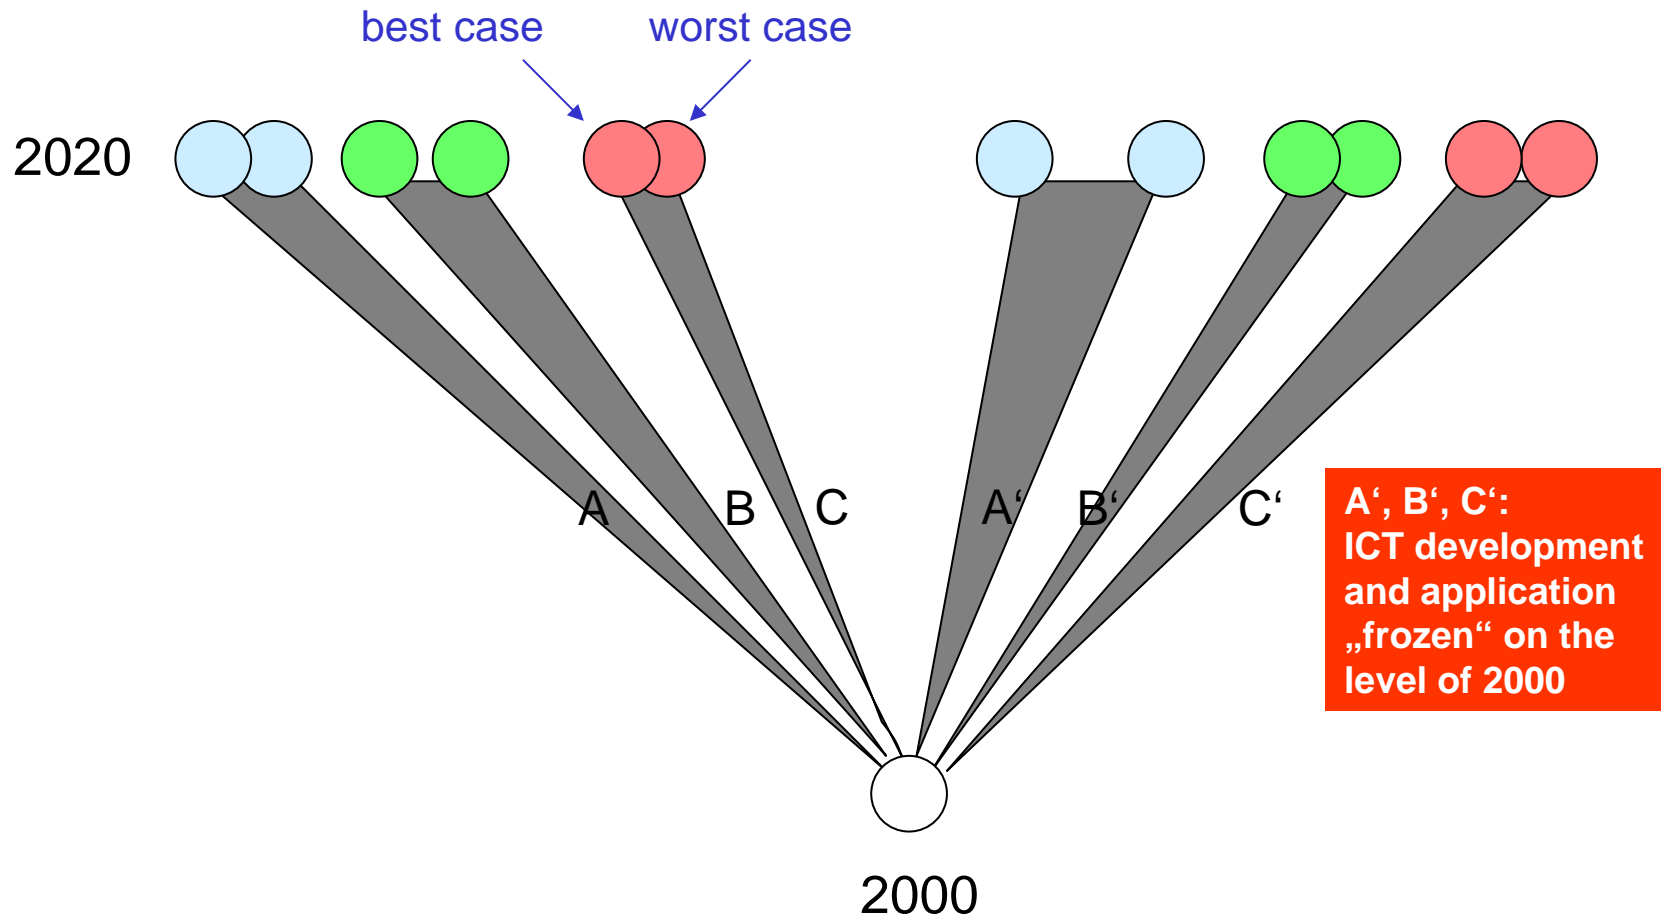 best case
worst case
2020
A
B
C
A‘
B‘
C‘
A‘, B‘, C‘:
ICT development
and application
„frozen“ on the
level of 2000
2000